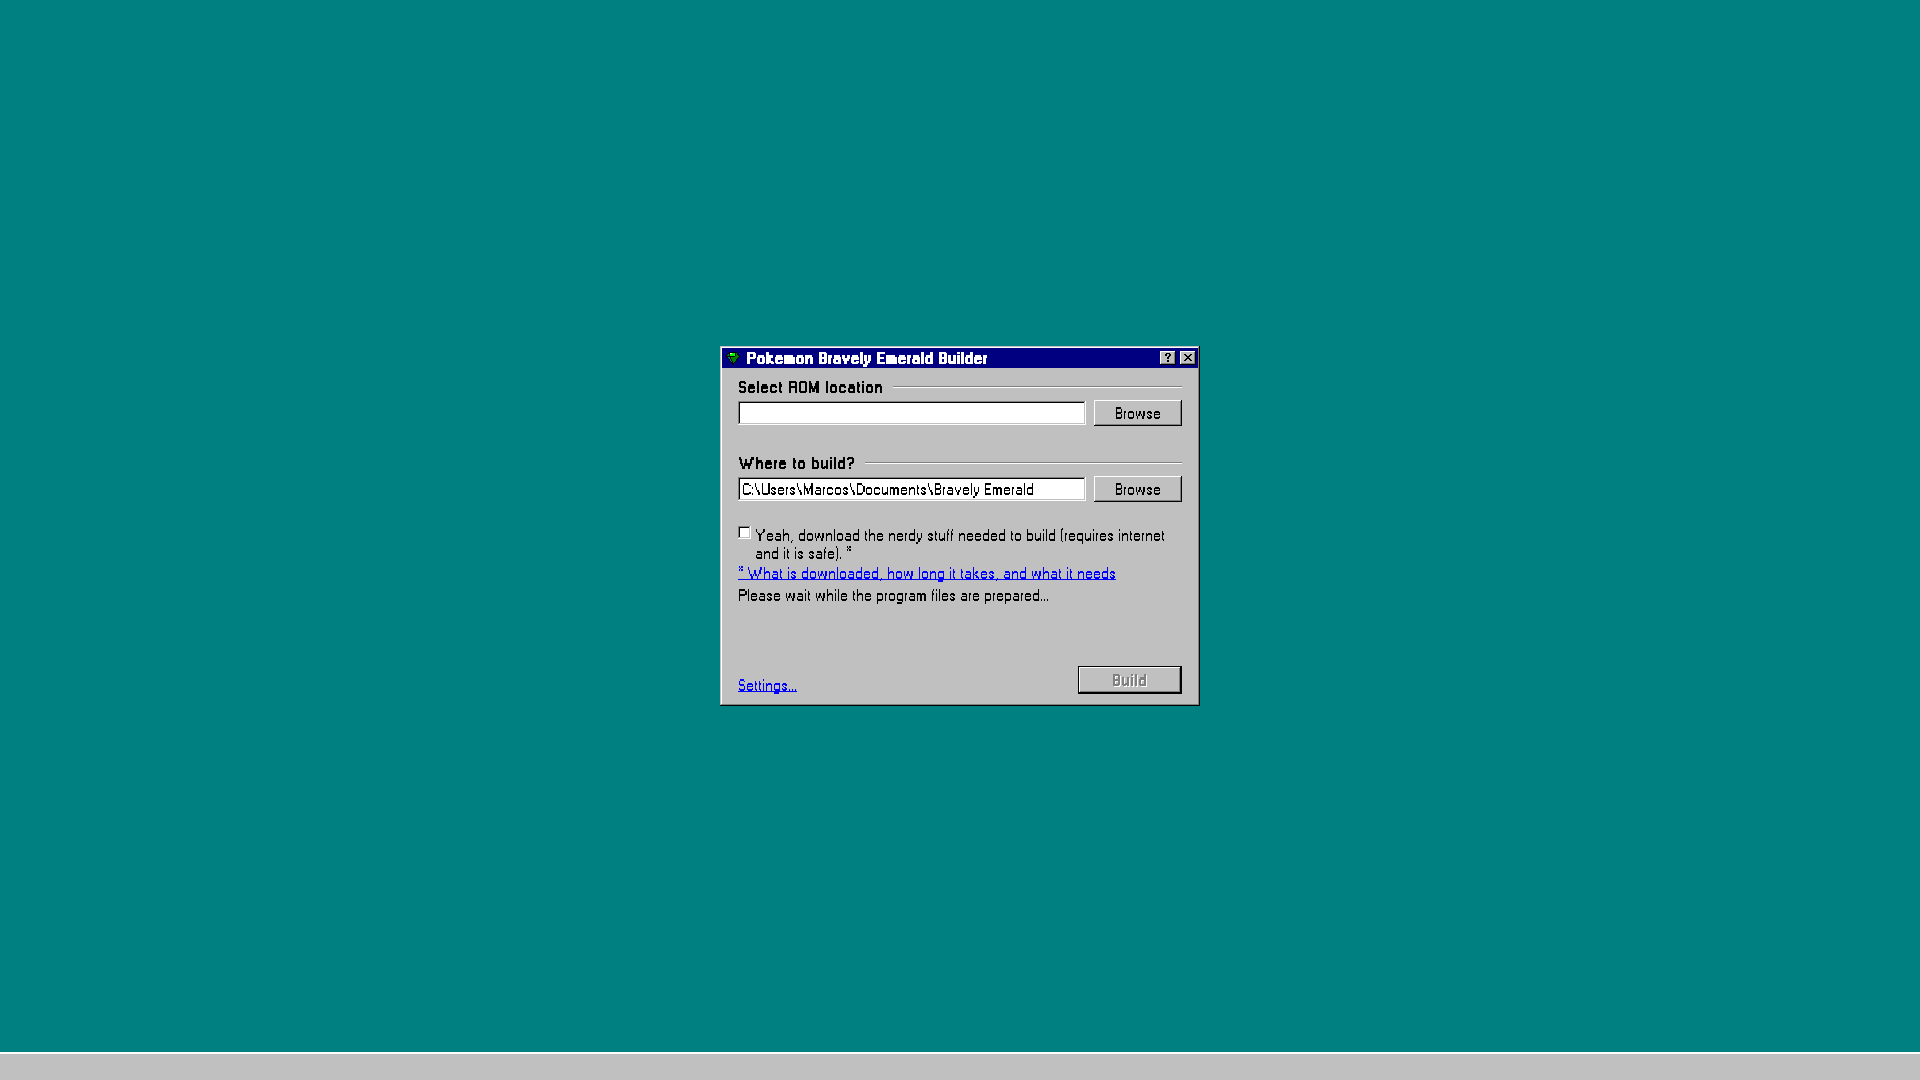 Pokemon Bravely Emerald Builder
Select ROM location
Browse
Where to build?
C:\Users\Marcos\Documents\Bravely Emerald
Browse
Yeah, download the nerdy stuff needed to build (requires internet
and it is safe). *
* What is downloaded, how long it takes, and what it needs
Please wait while the program files are prepared...
Settings...
Build